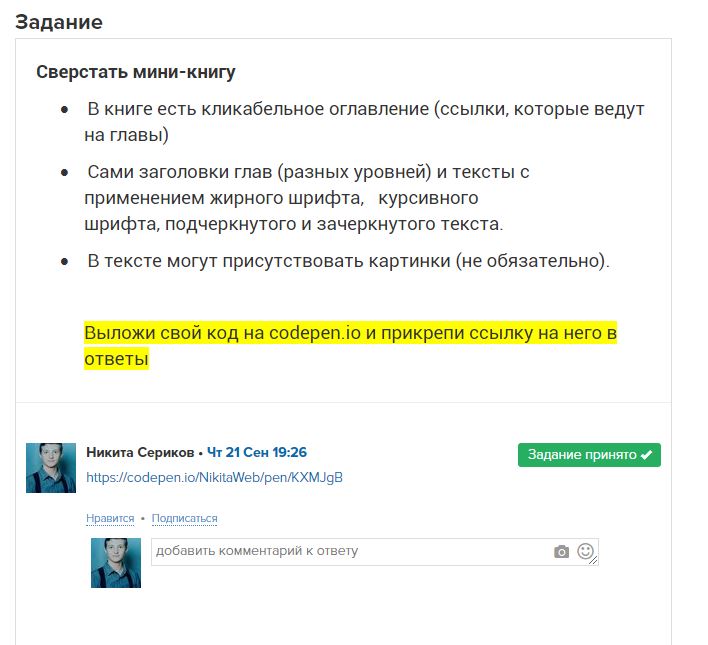 Задание
Сверстать мини-книгу
• В книге есть кликабельное оглавление (ссылки, которые ведут
на главы)
• Сами заголовки глав (разных уровней) и тексты с
применением жирного шрифта, курсивного
шрифта, подчеркнутого и зачеркнутого текста.
• В тексте могут присутствовать картинки (не обязательно).
Выложи свой код на codepen.io и прикрепи ссылку на него в
ответы
Никита Сериков • Чт 21 Сен 19:26
Задание принято ✔
https://codepen.io/NikitaWeb/pen/KXMJgB
Нравится • Подписаться
добавить комментарий к ответу